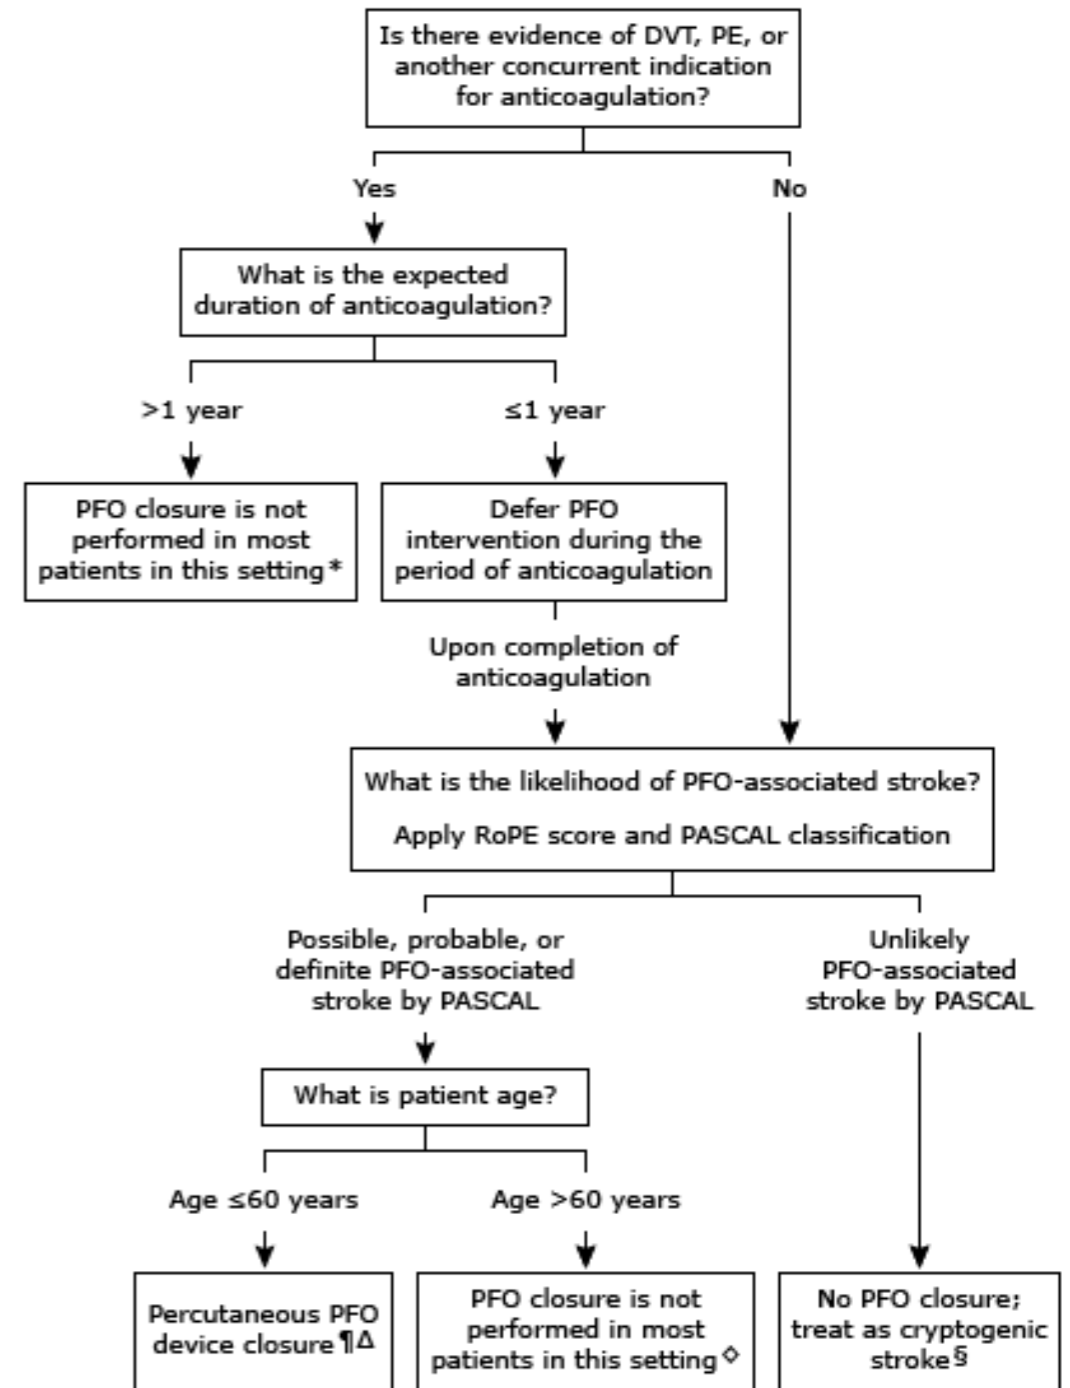 Is there evidence of DVT, PE, or
another concurrent indication
for anticoagulation?
Yes
No
What is the expected
duration of anticoagulation?
>1 year
≤1 year
PFO closure is not
performed in most
patients in this setting*
Defer PFO
intervention during the
period of anticoagulation
Upon completion of
anticoagulation
What is the likelihood of PFO-associated stroke?
Apply RoPE score and PASCAL classification
Possible, probable, or
definite PFO-associated
stroke by PASCAL
Unlikely
PFO-associated
stroke by PASCAL
What is patient age?
Age ≤60 years
Age >60 years
Percutaneous PFO
device closure¶Δ
PFO closure is not
performed in most
patients in this setting◇
No PFO closure;
treat as cryptogenic
stroke§